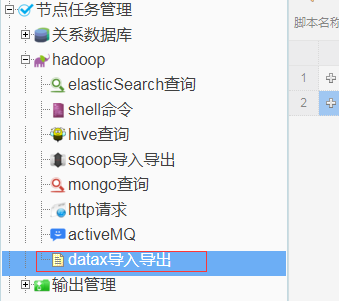 节点任务管理
脚本名称
关系数据库
hadoop
elasticSearch查询
1
shell命令
2
hive查询
sqoop导入导出
mongo查询
http请求
activeMQ
datax导入导出
输出管理